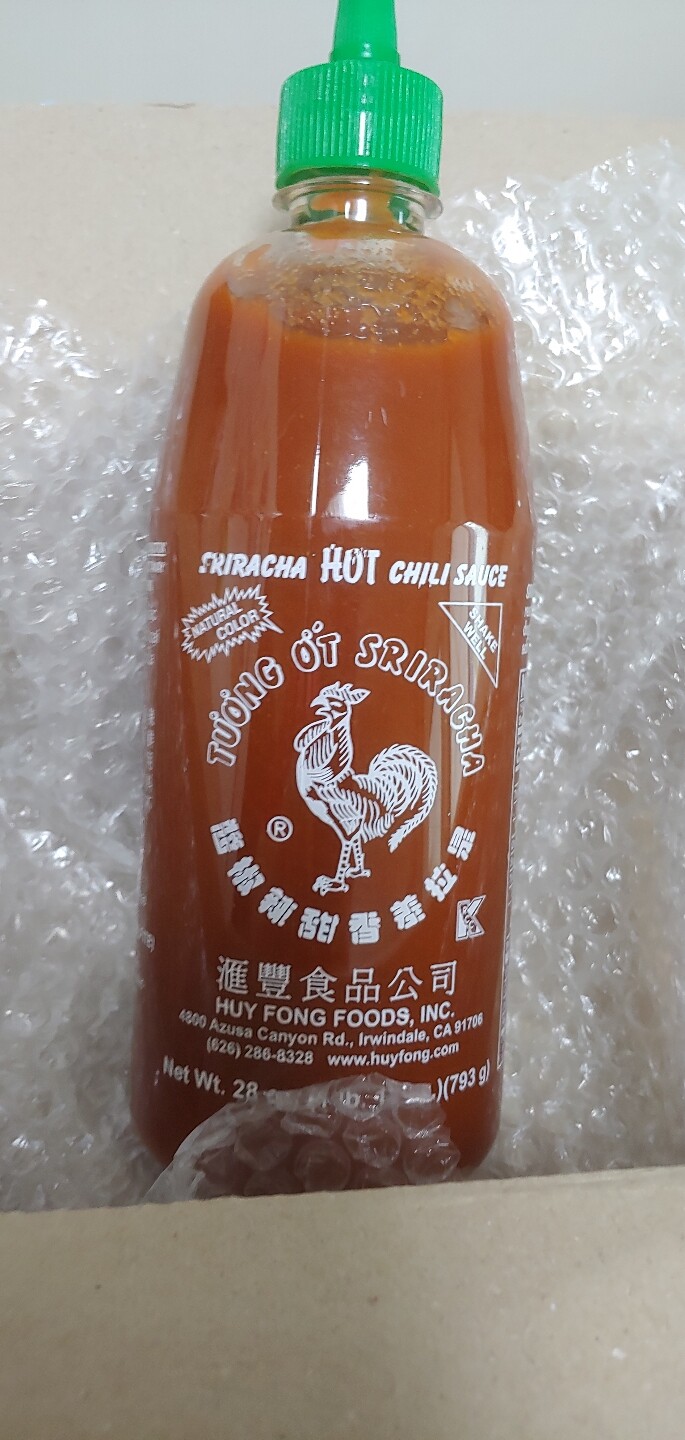 SRIRACHA HOT CHILI SAUCE
NATURAL COLOR
SHAKE WELL
TƯƠNG ỚT SRIRACHA
®
K
滙豐食品公司
HUY FONG FOODS, INC.
4800 Azusa Canyon Rd., Irwindale, CA 91706
(626) 286-8328 www.huyfong.com
Net Wt. 28 (793 g)